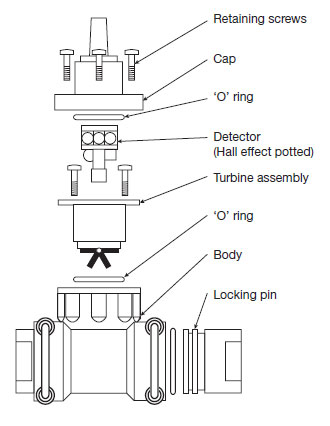 Retaining screws
Cap
‘O’ ring
Detector
(Hall effect potted)
Turbine assembly
‘O’ ring
Body
Locking pin